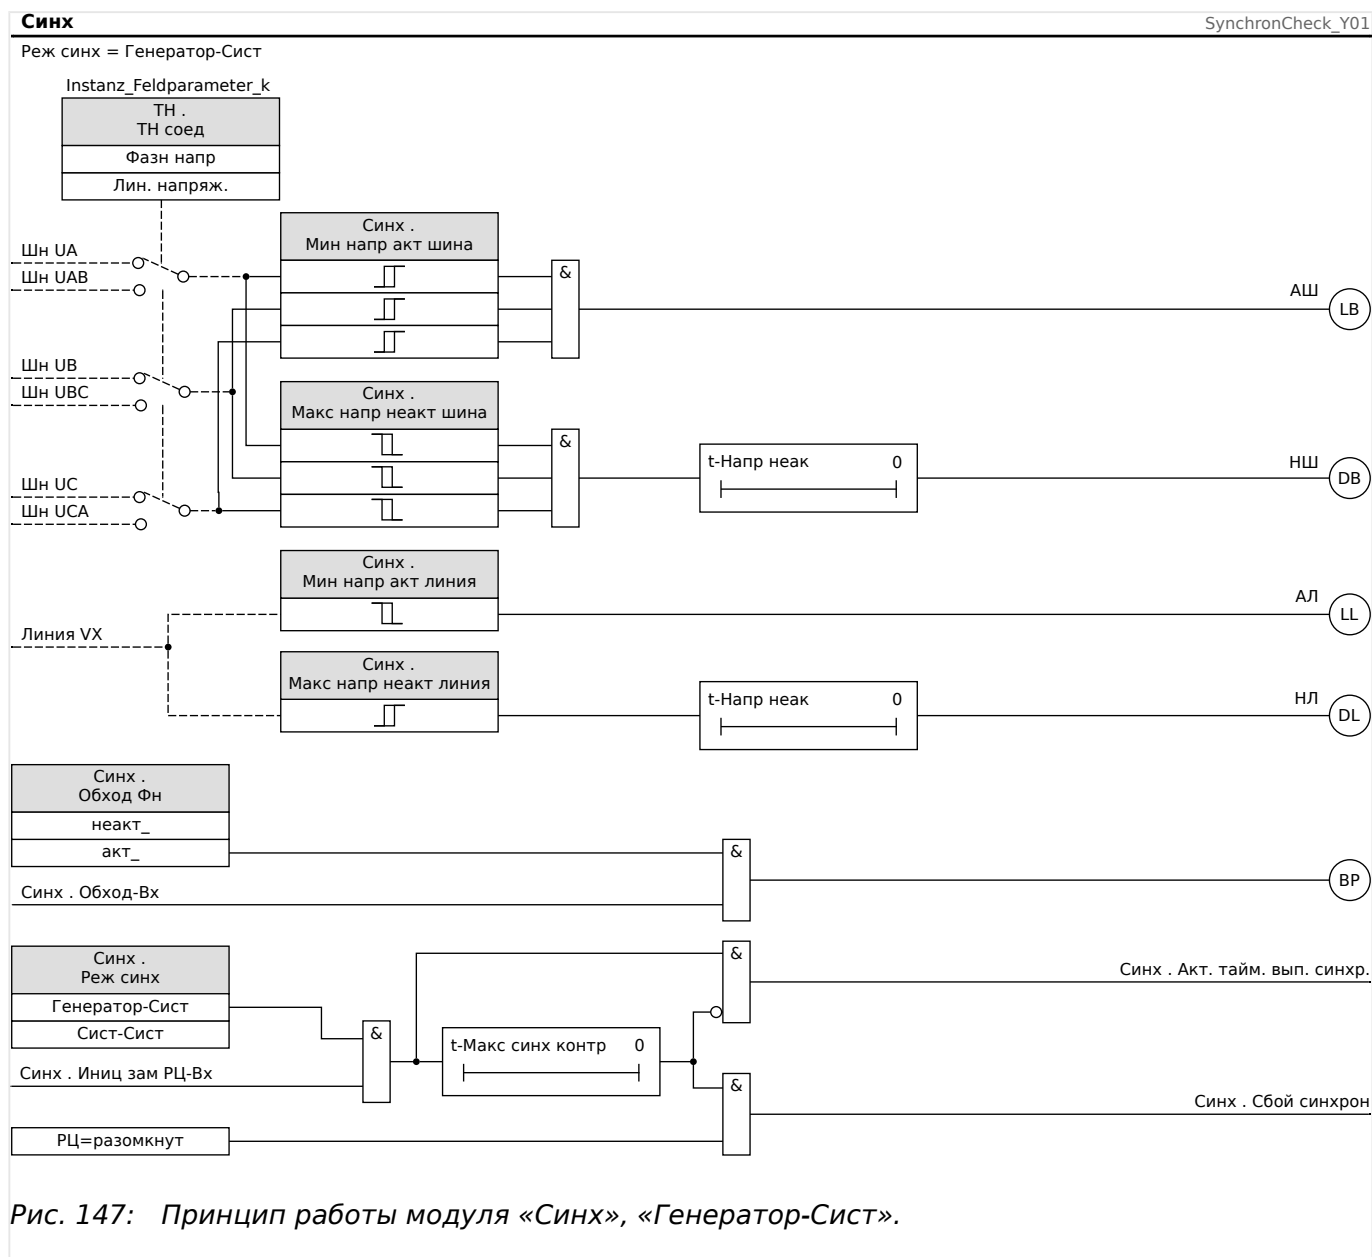 Синх
SynchronCheck_Y01
Реж синх = Генератор-Сист
Instanz_Feldparameter_k
ТН .
ТН соед
Фазн напр
Лин. напряж.
Синх .
Мин напр акт шина
Шн UA
Шн UAB
&
АШ
LB
Шн UB
Шн UBC
Синх .
Макс напр неакт шина
&
t-Напр неак 0
НШ
DB
Шн UC
Шн UCA
Синх .
Мин напр акт линия
АЛ
LL
Линия VX
Синх .
Макс напр неакт линия
t-Напр неак 0
НЛ
DL
Синх .
Обход Фн
неакт_
акт_
&
BP
Синх . Обход-Вх
Синх .
Реж синх
Генератор-Сист
Сист-Сист
&
Синх . Акт. тайм. вып. синхр.
&
t-Макс синх контр 0
Синх . Иниц зам РЦ-Вх
&
Синх . Сбой синхрон
РЦ=разомкнут
Рис. 147: Принцип работы модуля «Синх», «Генератор-Сист».